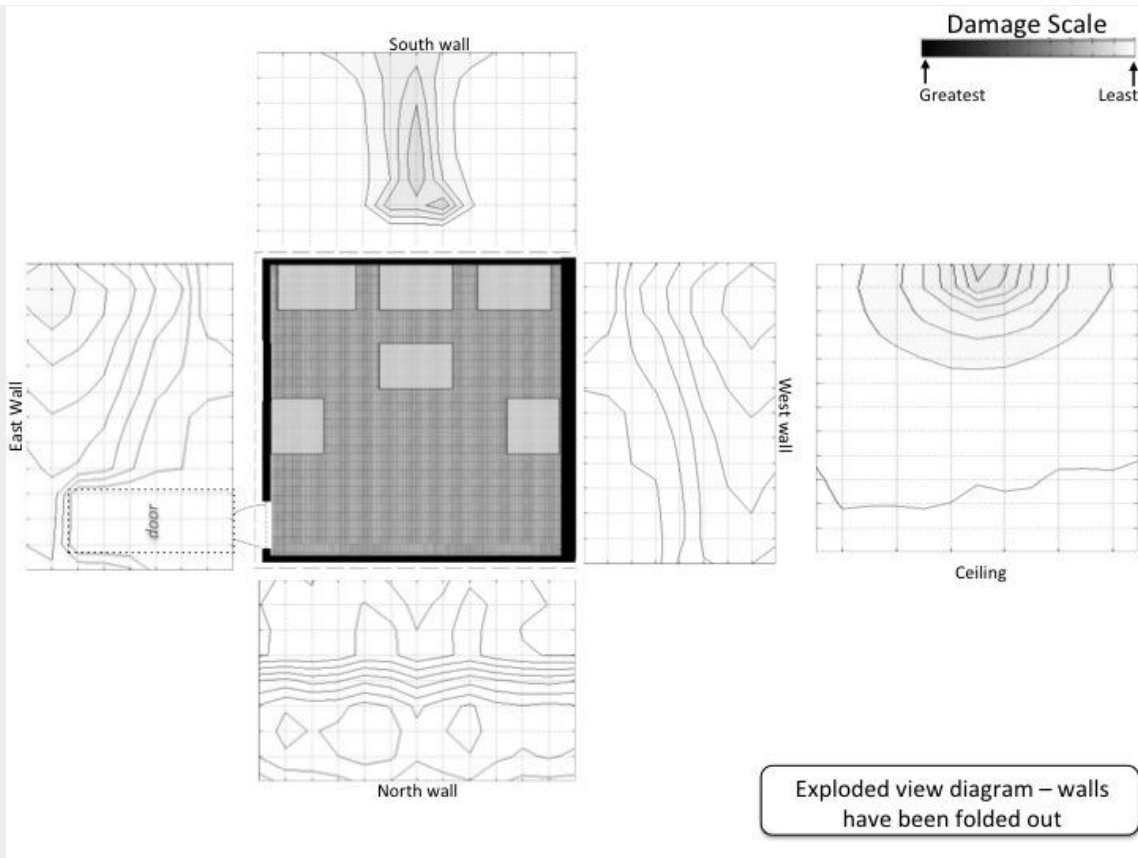 South wall
Damage Scale
Greatest
Least
East Wall
door
West wall
Ceiling
North wall
Exploded view diagram – walls
have been folded out